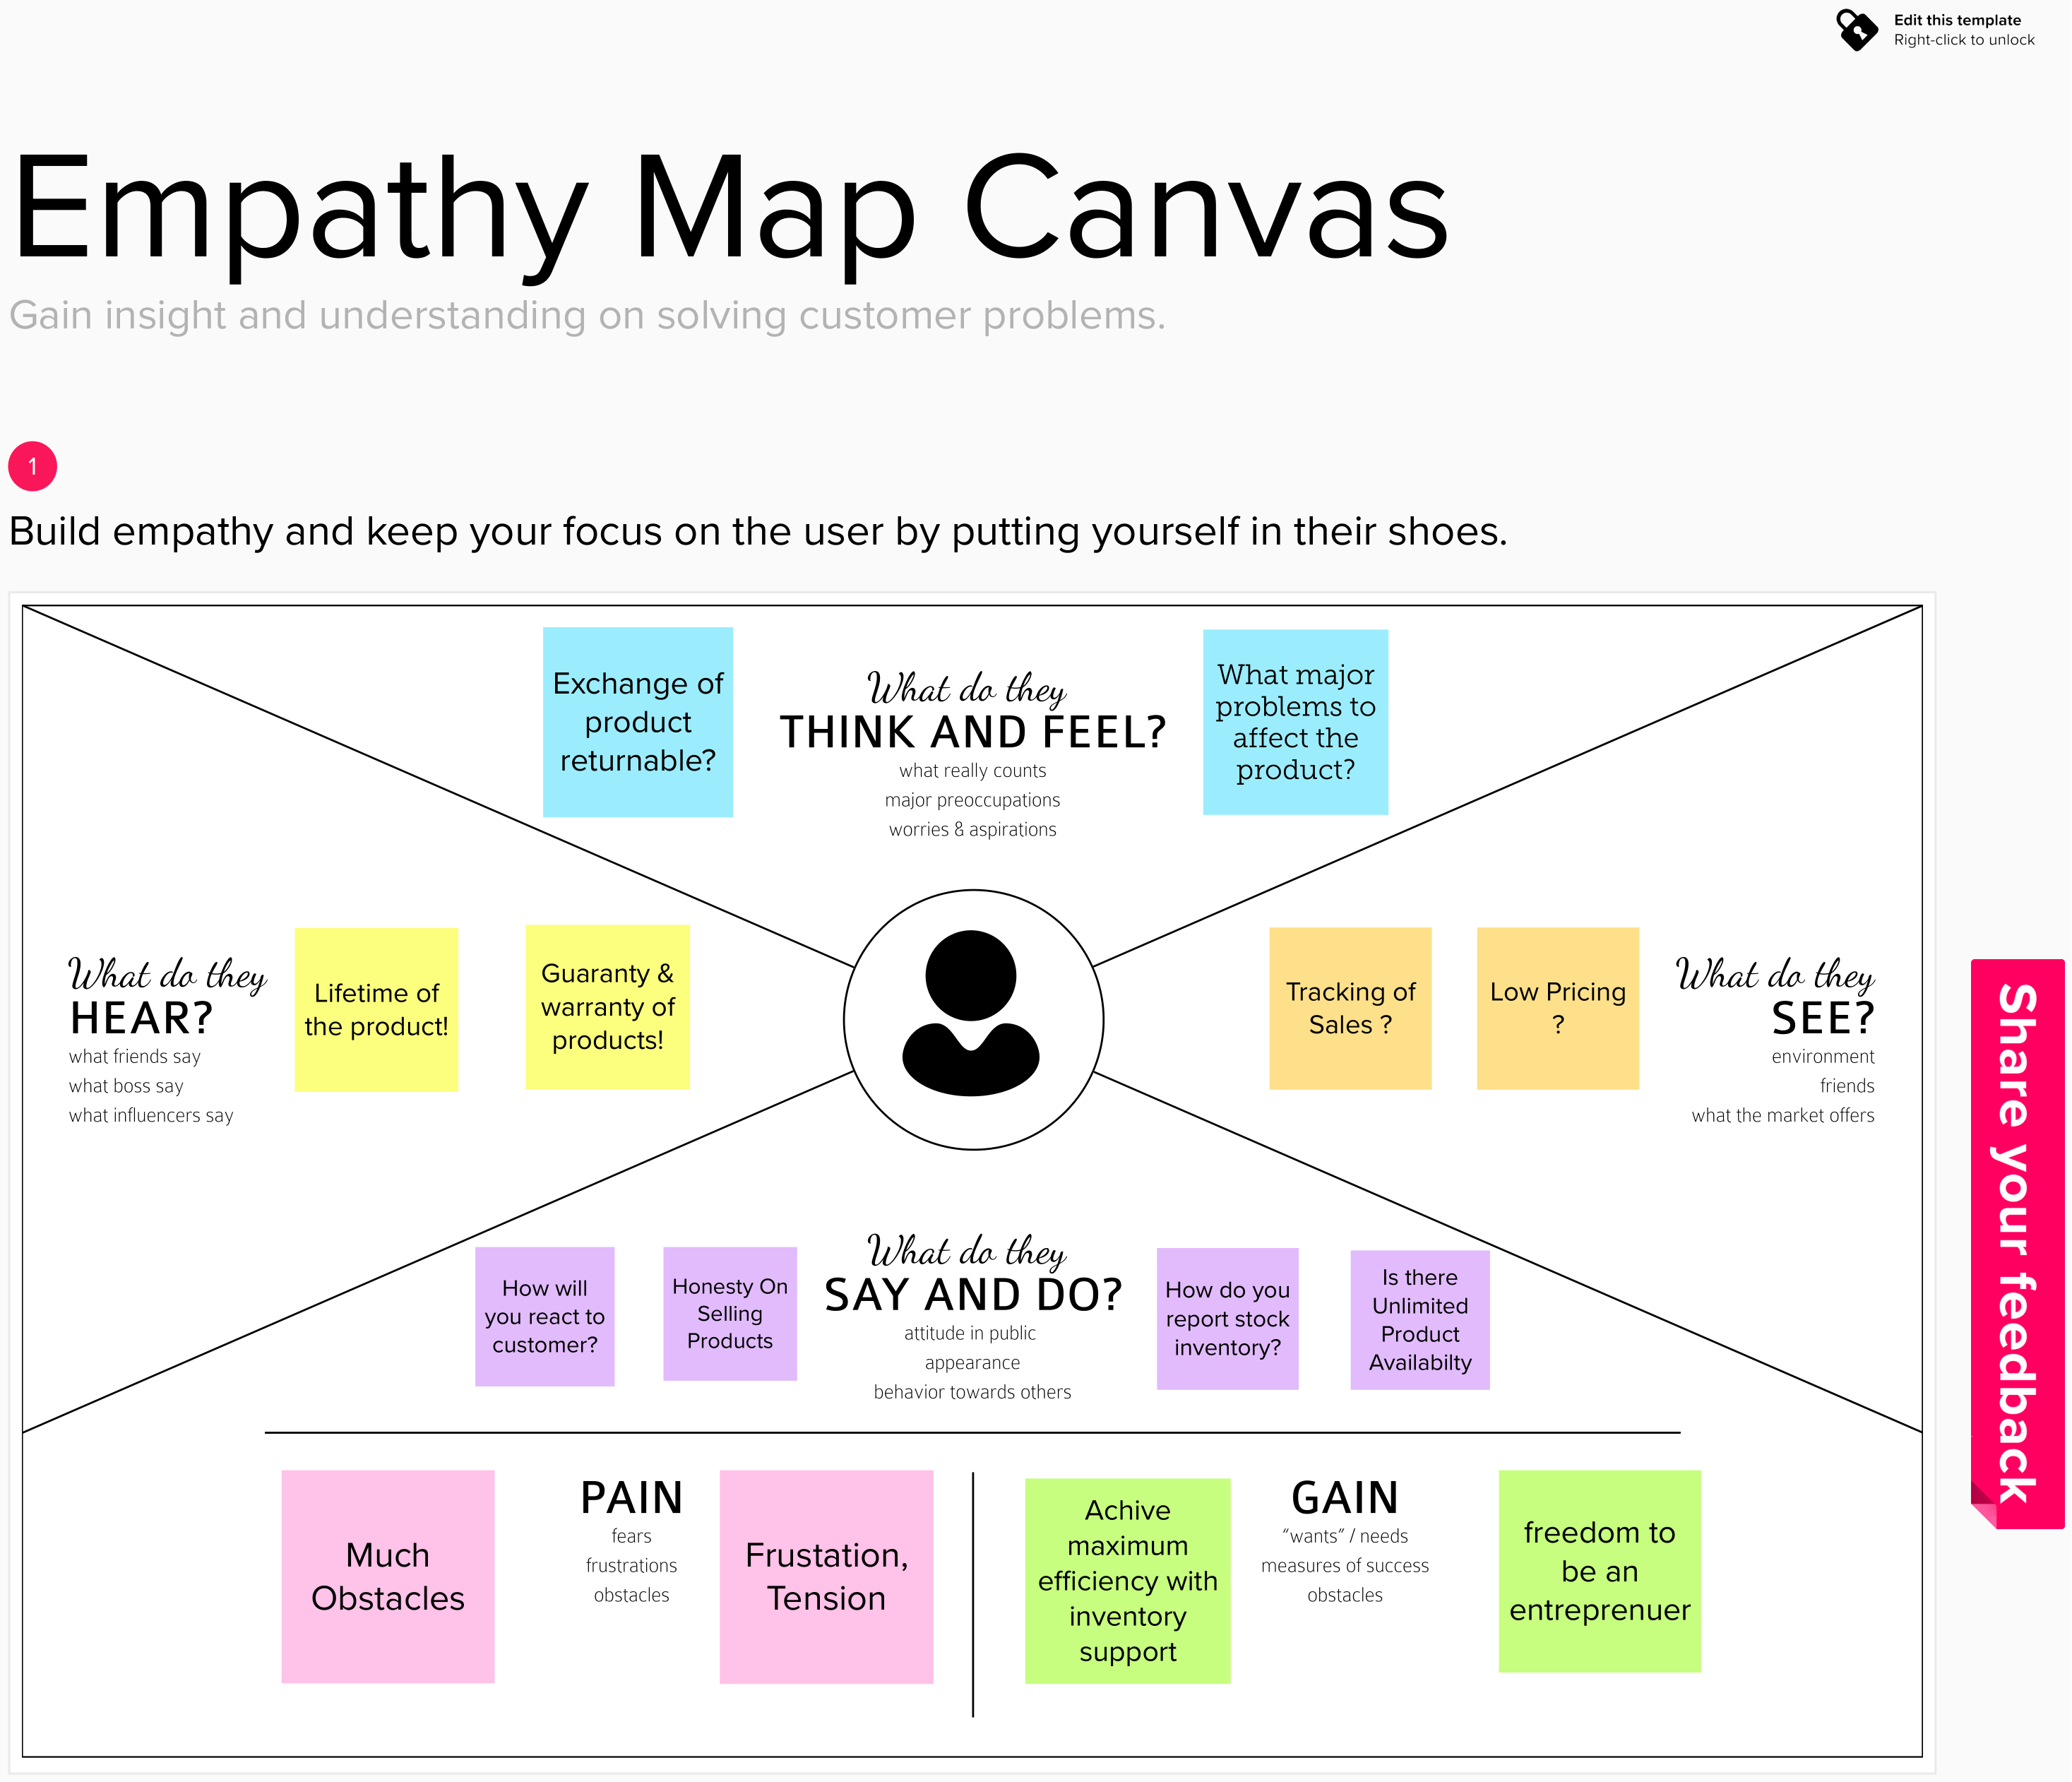 Edit this template
Right-click to unlock
Empathy Map Canvas
Gain insight and understanding on solving customer problems.
1
Build empathy and keep your focus on the user by putting yourself in their shoes.
Exchange of
product
returnable?
What do they
THINK AND FEEL?
what really counts
major preoccupations
worries & aspirations
What major
problems to
affect the
product?
What do they
HEAR?
what friends say
what boss say
what influencers say
Lifetime of
the product!
Guaranty &
warranty of
products!
Tracking of
Sales ?
Low Pricing
?
What do they
SEE?
environment
friends
what the market offers
How will
you react to
customer?
Honesty On
Selling
Products
What do they
SAY AND DO?
attitude in public
appearance
behavior towards others
How do you
report stock
inventory?
Is there
Unlimited
Product
Availabilty
Much
Obstacles
PAIN
fears
frustrations
obstacles
Frustation,
Tension
Achive
maximum
efficiency with
inventory
support
GAIN
“wants” / needs
measures of success
obstacles
freedom to
be an
entreprenuer
Share your feedback